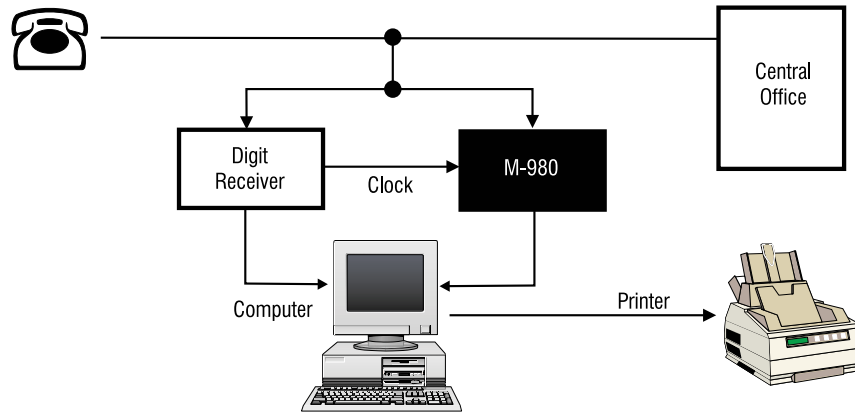 Central
Office
Digit
Receiver
Clock
M-980
Computer
Printer